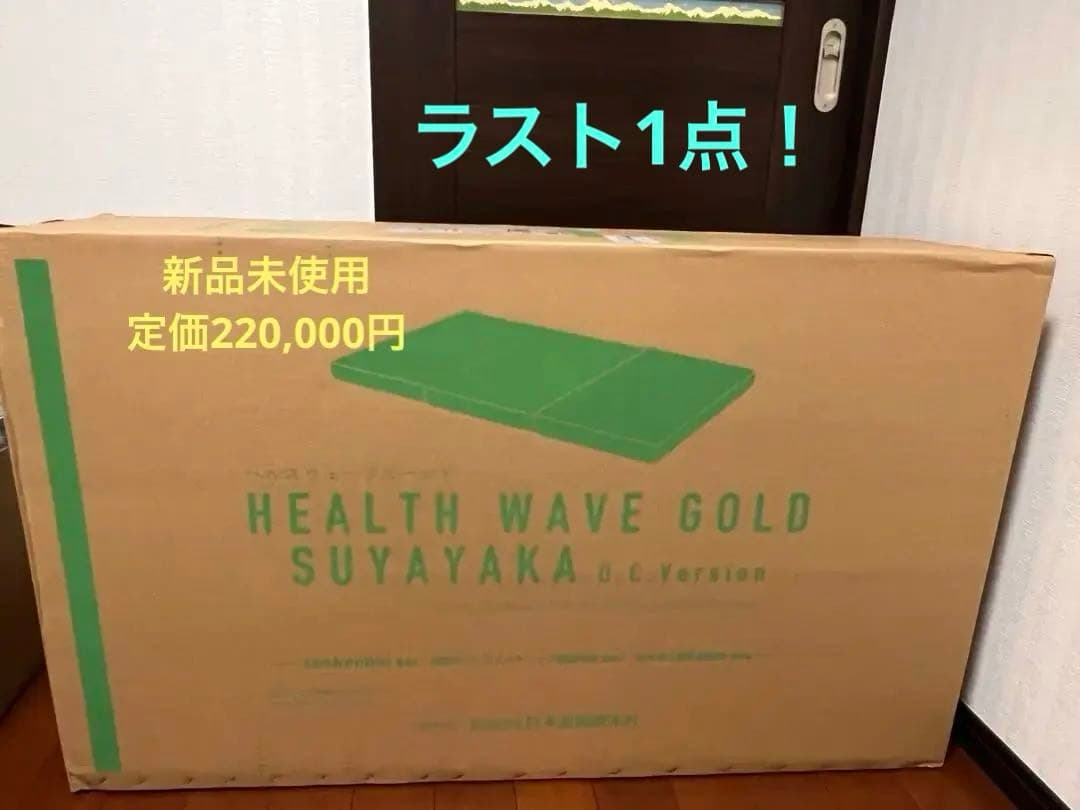 ラスト1点！
新品未使用
定価220,000円
HEALTH WAVE GOLD
SUYAYAKA U.C.Version